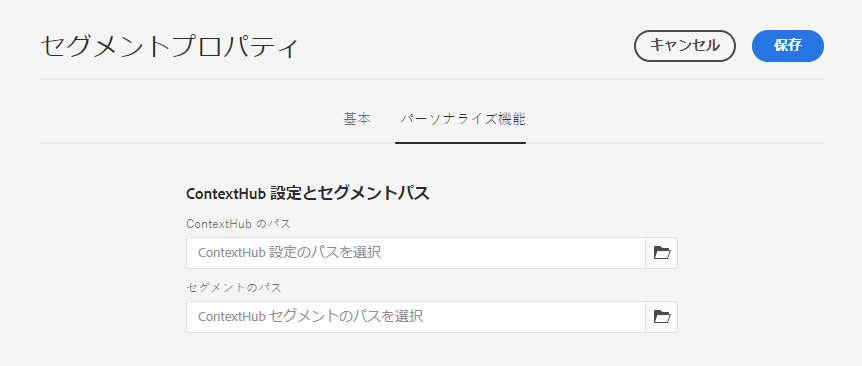 セグメントプロパティ
キャンセル
保存
基本
パーソナライズ機能
ContextHub 設定とセグメントパス
ContextHub のパス
ContextHub 設定のパスを選択
セグメントのパス
ContextHub セグメントのパスを選択